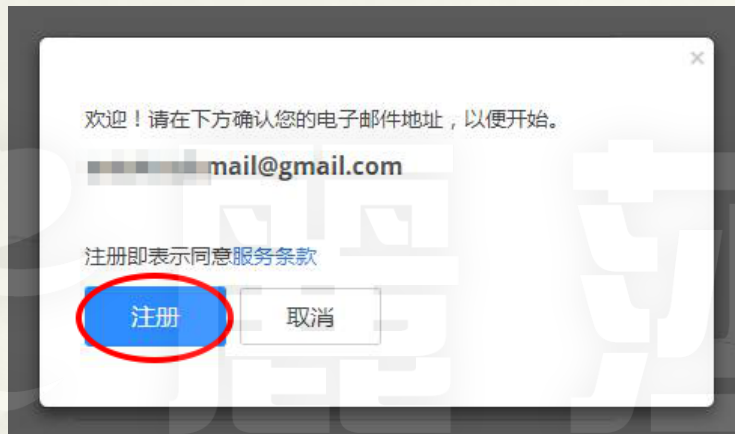 ×
欢迎！请在下方确认您的电子邮件地址，以便开始。
mail@gmail.com
注册即表示同意服务条款
注册 取消